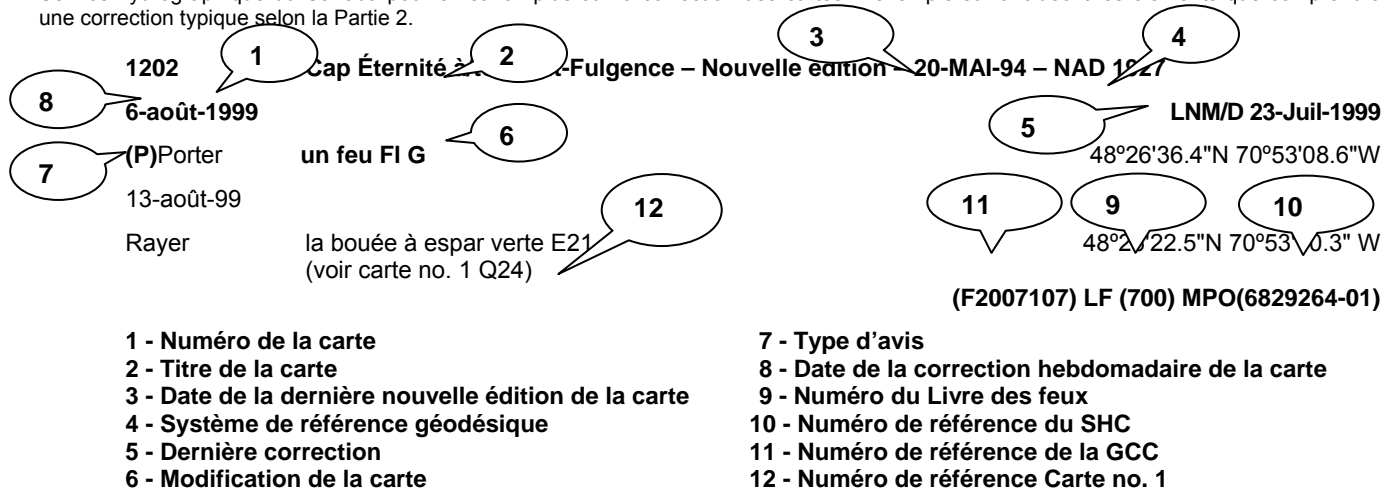 une correction typique selon la Partie 2.
1 2 3 4
1202 Cap Éternité à -Fulgence – Nouvelle édition – 20-MAI-94 – NAD 1927
8 6-août-1999 5 LNM/D 23-Juil-1999
7 (P)Porter un feu Fl G 6 48º26'36.4"N 70º53'08.6"W
13-août-99 12 11 9 10
Rayer la bouée à espar verte E21 W
(voir carte no. 1 Q24)
(F2007107) LF (700) MPO(6829264-01)
1 - Numéro de la carte 7 - Type d’avis
2 - Titre de la carte 8 - Date de la correction hebdomadaire de la carte
3 - Date de la dernière nouvelle édition de la carte 9 - Numéro du Livre des feux
4 - Système de référence géodésique 10 - Numéro de référence du SHC
5 - Dernière correction 11 - Numéro de référence de la GCC
6 - Modification de la carte 12 - Numéro de référence Carte no. 1